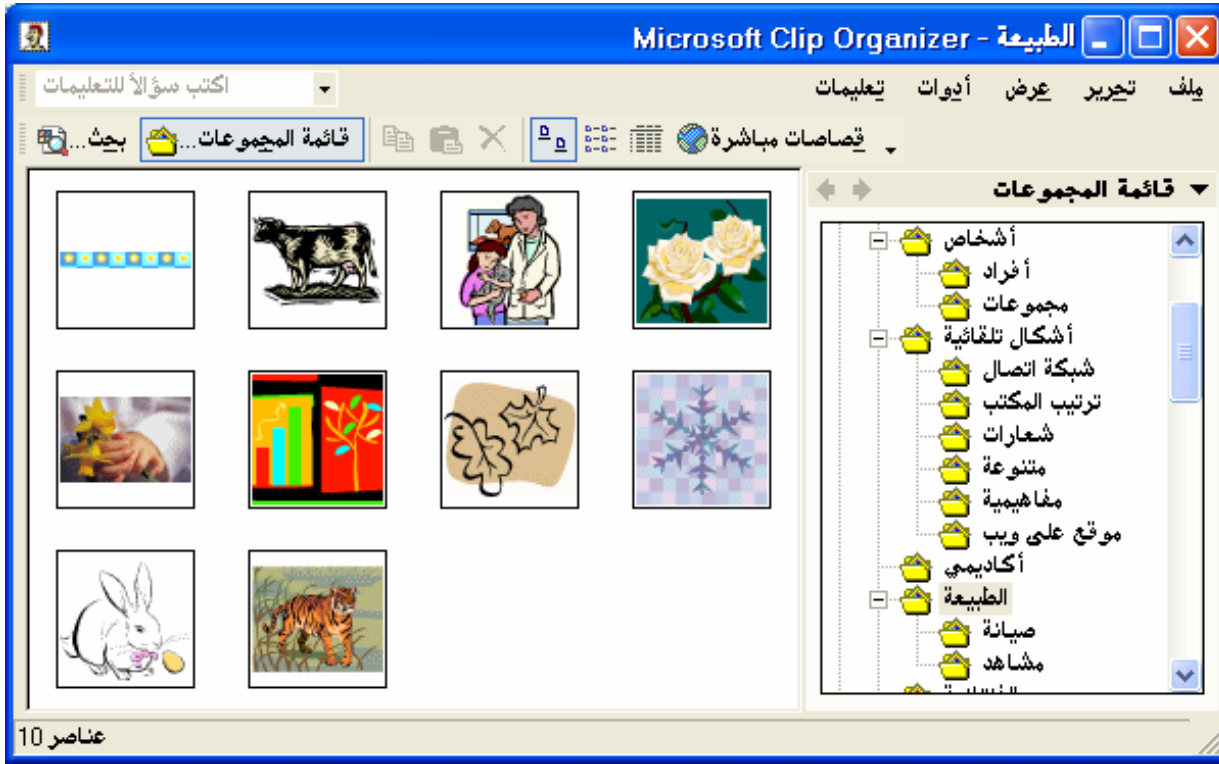 الطبيعة - Microsoft Clip Organizer
ملف تحرير عرض أدوات تعليمات
اكتب سؤالاً للتعليمات
قصاصات مباشرة
قائمة المجموعات...
بحث...
قائمة المجموعات
أشخاص
أفراد
مجموعات
أشكال تلقائية
شبكة اتصال
ترتيب المكتب
شعارات
متنوعة
مفاهيمية
موقع على ويب
أكاديمي
الطبيعة
صيانة
مشاهد
عناصر 10